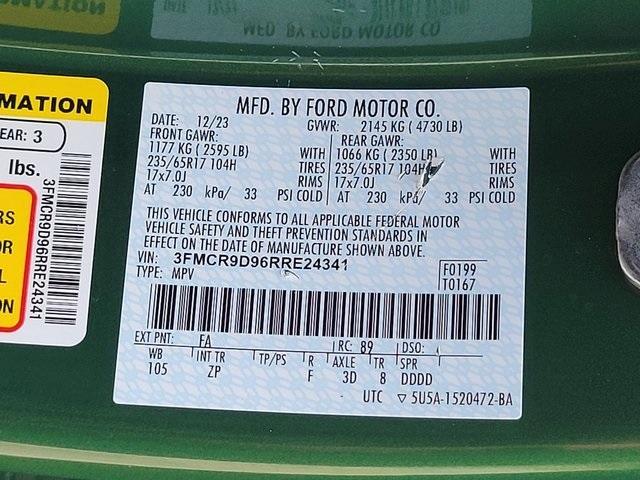 MATION
EAR: 3
lbs.
3FMCR9D96RRE24341
RS
OR
L
ON
MFD. BY FORD MOTOR CO.
DATE: 12/23 GVWR: 2145 KG ( 4730 LB)
FRONT GAWR: REAR GAWR:
1177 KG ( 2595 LB) WITH 1066 KG ( 2350 LB) WITH
235/65R17 104H TIRES 235/65R17 104H TIRES
17x7.0J RIMS 17x7.0J RIMS
AT 230 kPa/ 33 PSI COLD AT 230 kPa/ 33 PSI COLD
THIS VEHICLE CONFORMS TO ALL APPLICABLE FEDERAL MOTOR
VEHICLE SAFETY AND THEFT PREVENTION STANDARDS IN
EFFECT ON THE DATE OF MANUFACTURE SHOWN ABOVE.
VIN: 3FMCR9D96RRE24341
TYPE: MPV
F0199
T0167
EXT PNT: FA RC: 89 DSO:
WB INT TR TP/PS R AXLE TR SPR
105 ZP F 3D 8 DDDD
UTC ▽ 5U5A-1520472-BA